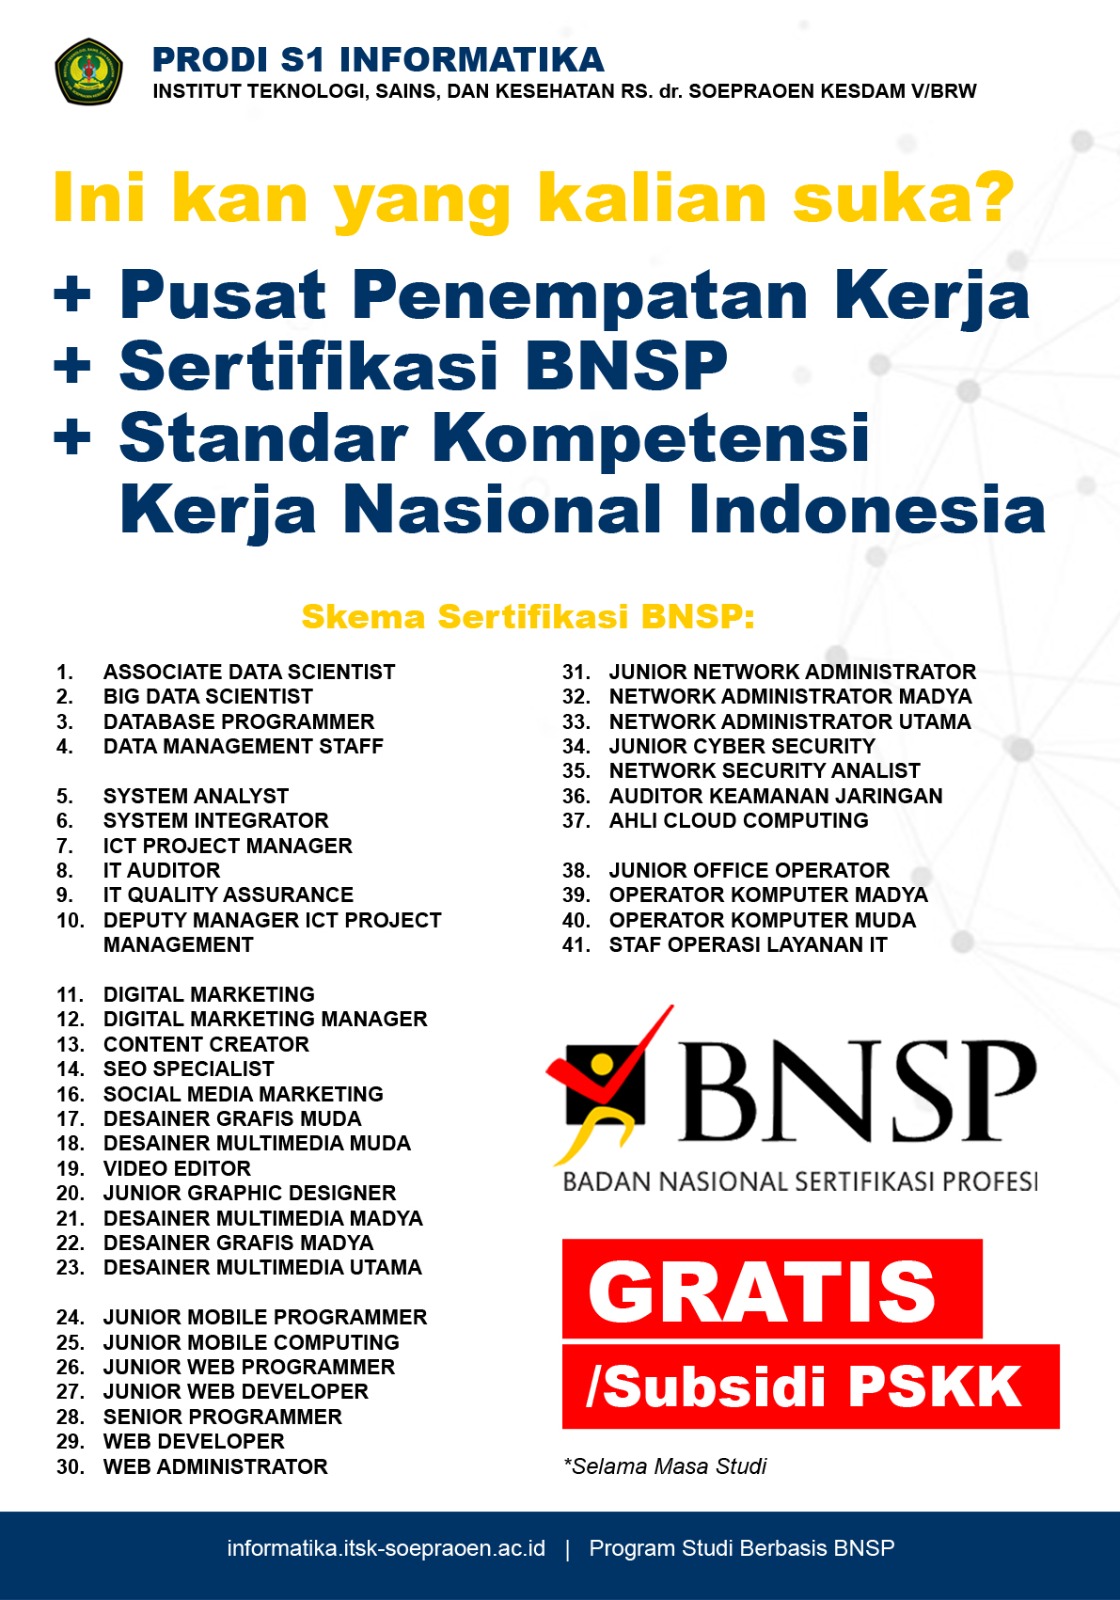 PRODI S1 INFORMATIKA
INSTITUT TEKNOLOGI, SAINS, DAN KESEHATAN RS. dr. SOEPRAOEN KESDAM V/BRW
Ini kan yang kalian suka?
+ Pusat Penempatan Kerja
+ Sertifikasi BNSP
+ Standar Kompetensi
Kerja Nasional Indonesia
Skema Sertifikasi BNSP:
1. ASSOCIATE DATA SCIENTIST
2. BIG DATA SCIENTIST
3. DATABASE PROGRAMMER
4. DATA MANAGEMENT STAFF
5. SYSTEM ANALYST
6. SYSTEM INTEGRATOR
7. ICT PROJECT MANAGER
8. IT AUDITOR
9. IT QUALITY ASSURANCE
10. DEPUTY MANAGER ICT PROJECT
MANAGEMENT
11. DIGITAL MARKETING
12. DIGITAL MARKETING MANAGER
13. CONTENT CREATOR
14. SEO SPECIALIST
16. SOCIAL MEDIA MARKETING
17. DESAINER GRAFIS MUDA
18. DESAINER MULTIMEDIA MUDA
19. VIDEO EDITOR
20. JUNIOR GRAPHIC DESIGNER
21. DESAINER MULTIMEDIA MADYA
22. DESAINER GRAFIS MADYA
23. DESAINER MULTIMEDIA UTAMA
24. JUNIOR MOBILE PROGRAMMER
25. JUNIOR MOBILE COMPUTING
26. JUNIOR WEB PROGRAMMER
27. JUNIOR WEB DEVELOPER
28. SENIOR PROGRAMMER
29. WEB DEVELOPER
30. WEB ADMINISTRATOR
31. JUNIOR NETWORK ADMINISTRATOR
32. NETWORK ADMINISTRATOR MADYA
33. NETWORK ADMINISTRATOR UTAMA
34. JUNIOR CYBER SECURITY
35. NETWORK SECURITY ANALIST
36. AUDITOR KEAMANAN JARINGAN
37. AHLI CLOUD COMPUTING
38. JUNIOR OFFICE OPERATOR
39. OPERATOR KOMPUTER MADYA
40. OPERATOR KOMPUTER MUDA
41. STAF OPERASI LAYANAN IT
BNSP
BADAN NASIONAL SERTIFIKASI PROFESI
GRATIS
/Subsidi PSKK
*Selama Masa Studi
informatika.itsk-soepraoen.ac.id | Program Studi Berbasis BNSP